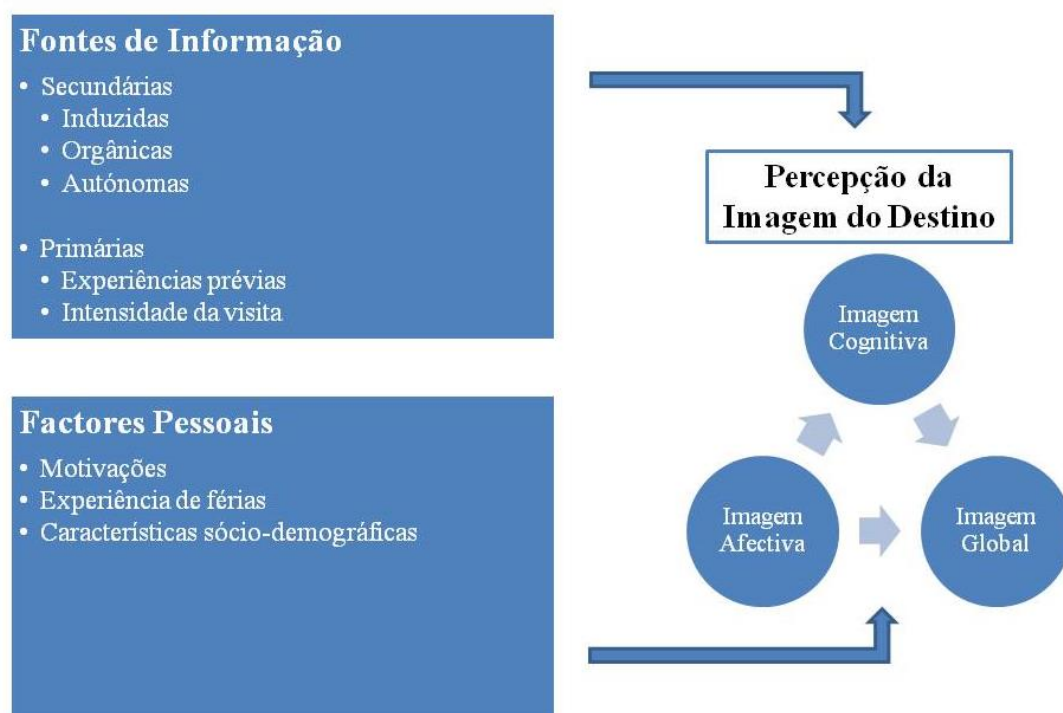 Fontes de Informação
• Secundárias
• Induzidas
• Orgânicas
• Autónomas
• Primárias
• Experiências prévias
• Intensidade da visita
Factores Pessoais
• Motivações
• Experiência de férias
• Características sócio-demográficas
Percepção da
Imagem do Destino
Imagem
Cognitiva
Imagem
Afectiva
Imagem
Global